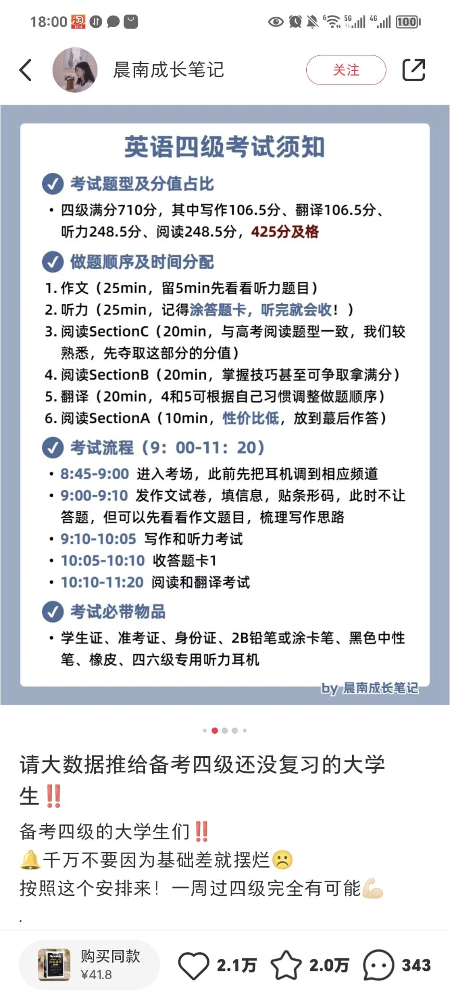 18:00
淘
11.11
6
5G
4G
100
晨南成长笔记
关注
英语四级考试须知
考试题型及分值占比
• 四级满分710分，其中写作106.5分、翻译106.5分、
听力248.5分、阅读248.5分，425分及格
做题顺序及时间分配
1. 作文（25min，留5min先看看听力题目）
2. 听力（25min，记得涂答题卡，听完就会收！）
3. 阅读SectionC（20min，与高考阅读题型一致，我们较
熟悉，先夺取这部分的分值）
4. 阅读SectionB（20min，掌握技巧甚至可争取拿满分）
5. 翻译（20min，4和5可根据自己习惯调整做题顺序）
6. 阅读SectionA（10min，性价比低，放到最后作答）
考试流程（9：00-11：20）
• 8:45-9:00 进入考场，此前先把耳机调到相应频道
• 9:00-9:10 发作文试卷，填信息，贴条形码，此时不让
答题，但可以先看看作文题目，梳理写作思路
• 9:10-10:05 写作和听力考试
• 10:05-10:10 收答题卡1
• 10:10-11:20 阅读和翻译考试
考试必带物品
• 学生证、准考证、身份证、2B铅笔或涂卡笔、黑色中性
笔、橡皮、四六级专用听力耳机
by 晨南成长笔记
请大数据推给备考四级还没复习的大学
生‼️
备考四级的大学生们‼️
🔔千万不要因为基础差就摆烂☹️
按照这个安排来！一周过四级完全有可能💪🏻
.
Spark
四级通关
购买同款
¥41.8
2.1万
2.0万
343